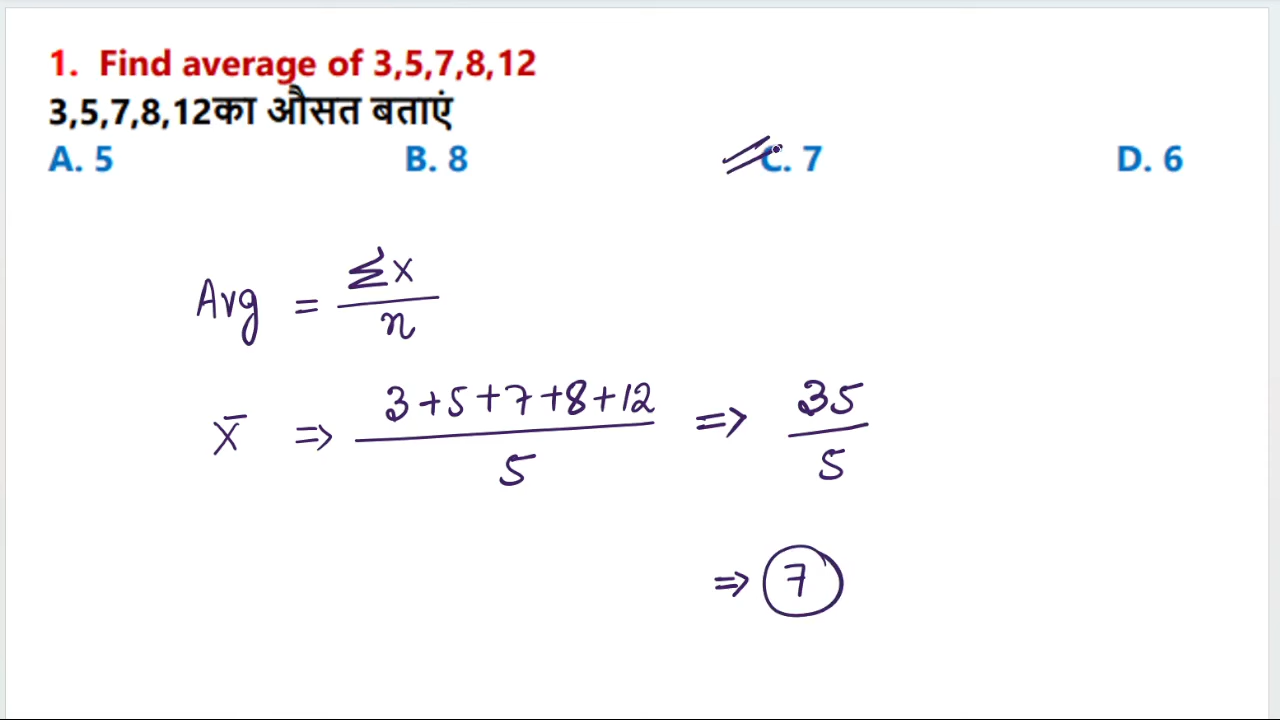 1. Find average of 3,5,7,8,12
3,5,7,8,12का औसत बताएं
A. 5 B. 8 C. 7 D. 6
Avg = Σx / n
x̄ ⇒ 3+5+7+8+12 / 5 ⇒ 35 / 5
⇒ 7